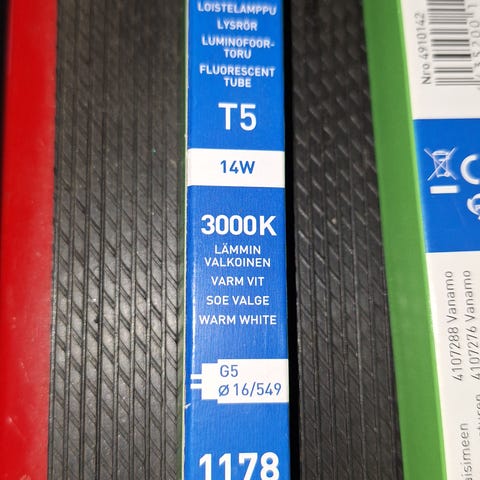 LOISTELAMPPU
LYSRÖR
LUMINOFOOR-
TORU
FLUORESCENT
TUBE
T5
14W
3000K
LÄMMIN
VALKOINEN
VARM VIT
SOE VALGE
WARM WHITE
G5
Ø 16/549
1178
Nro 4910142
4107288 Vanamo
4107276 Vanamo